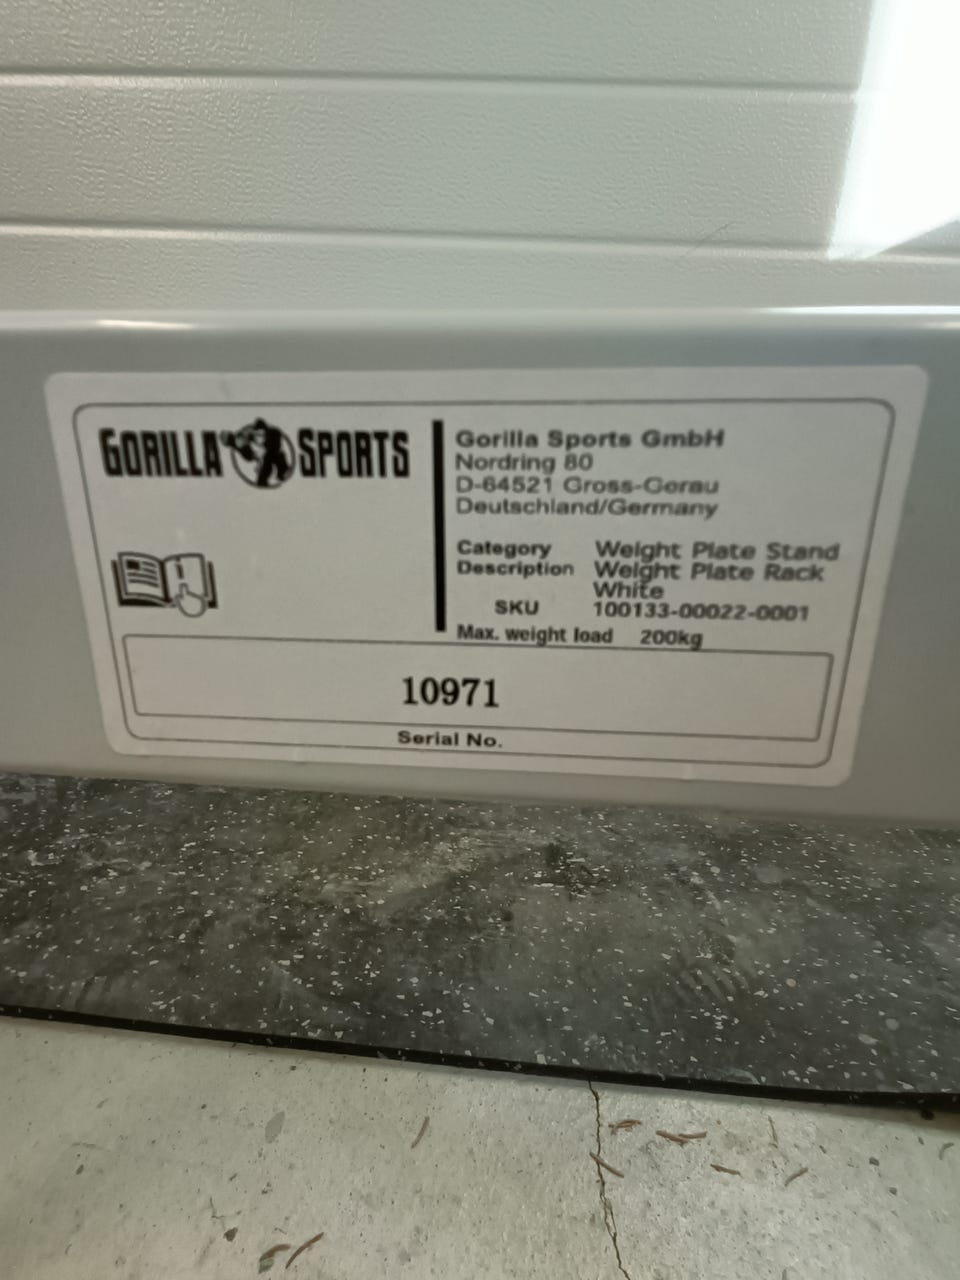 GORILLA SPORTS
Gorilla Sports GmbH
Nordring 80
D-64521 Gross-Gerau
Deutschland/Germany
Category Weight Plate Stand
Description Weight Plate Rack
White
SKU 100133-00022-0001
Max. weight load 200kg
10971
Serial No.